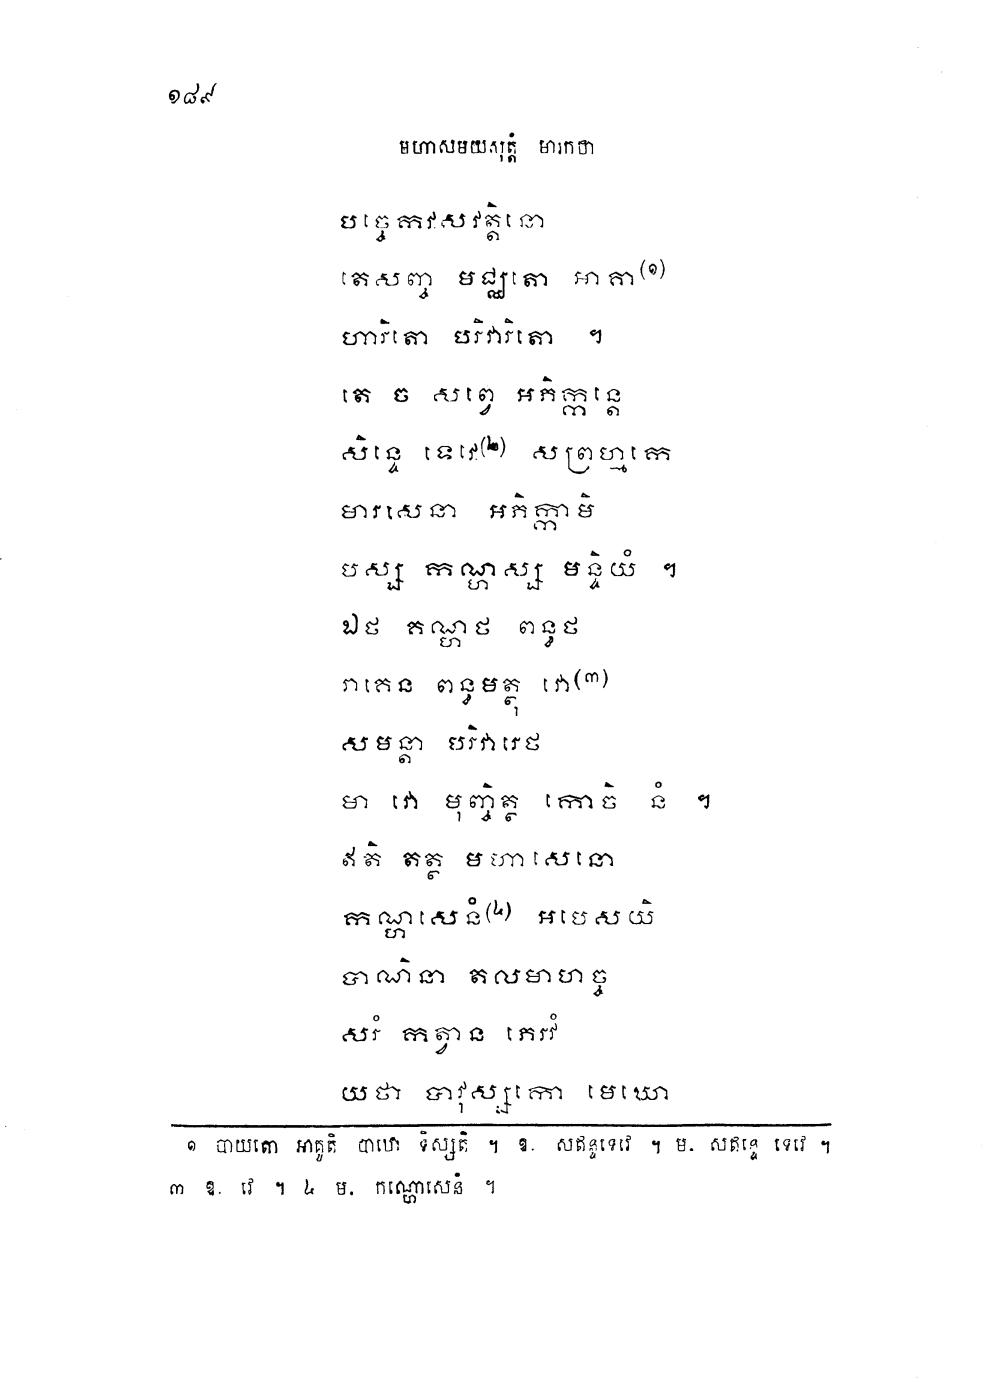 ១៨៩
មហាសមយសុត្តំ មារកថា
បច្ចេកវសវត្តិនោ
តេសញ្ច មជ្ឈតោ អាគា(១)
ហារិតោ បរិវារិតោ ។
តេ ច សព្វេ អភិក្កន្តេ
សិន្ទេ ទេវេ(២) សព្រហ្មកេ
មារសេនា អភិក្កាមិ
បស្ស កណ្ហស្ស មន្ទិយំ ។
ឯថ គណ្ហថ ពន្ធថ
រាគេន ពន្ធមត្ថុ វោ(៣)
សមន្តា បរិវារេថ
មា វោ មុញ្ចិត្ថ កោចិ នំ ។
ឥតិ តត្ថ មហាសេនោ
កណ្ហសេនំ(៤) អបេសយិ
បាណិនា តលមាហច្ច
សរំ កត្វាន ភេរវំ
យថា បាវុស្សកោ មេឃោ
១ បាយតោ អាគូតិ បាឋោ ទិស្សតិ ។ ឱ. សឥន្ទទេវេ ។ ម. សឥន្ទេ ទេវេ ។
៣ ឱ. វេ ។ ៤ ម. កណ្ហោសេនំ ។